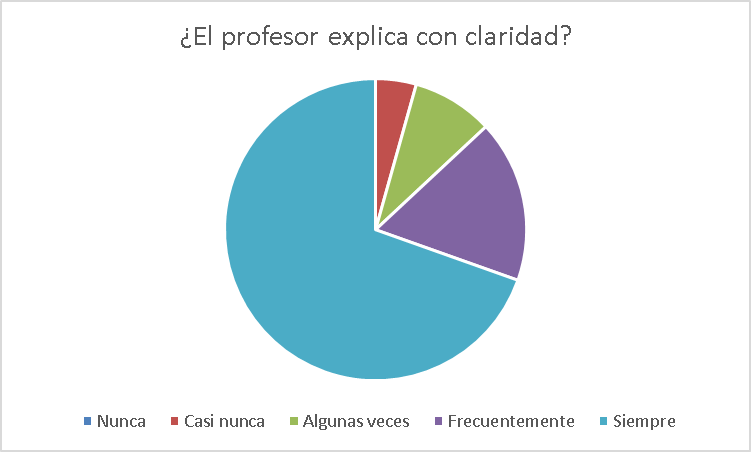 ¿El profesor explica con claridad?
Nunca Casi nunca Algunas veces Frecuentemente Siempre